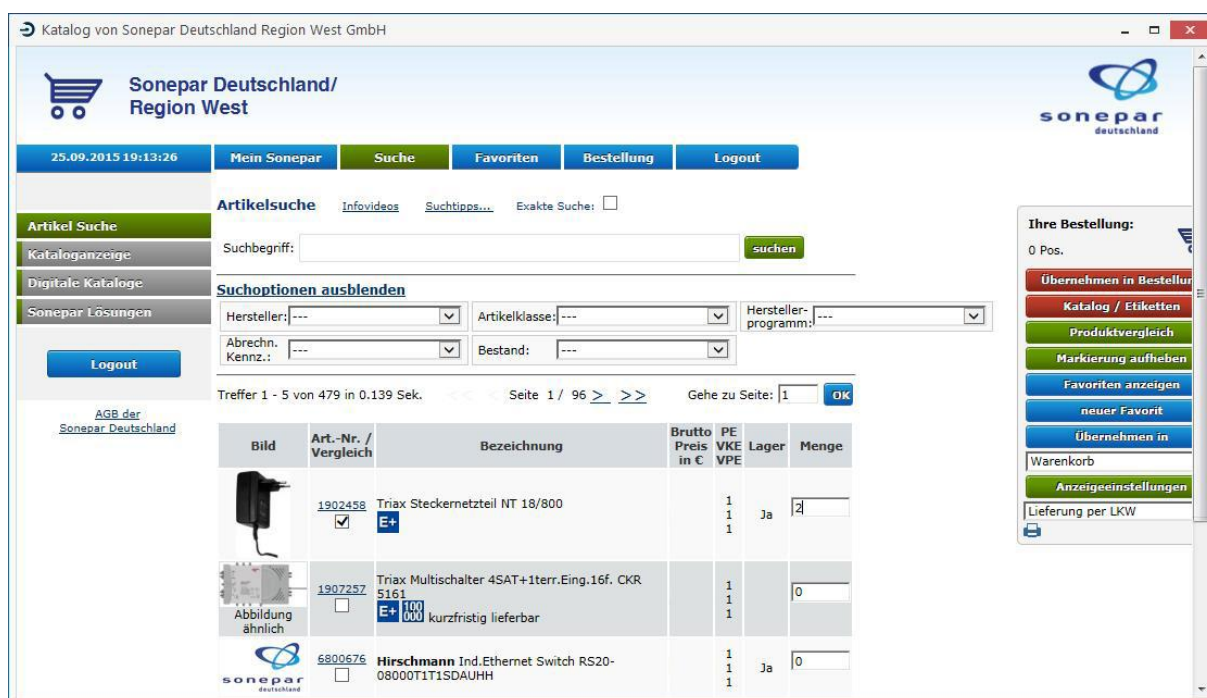 Katalog von Sonepar Deutschland Region West GmbH
Sonepar Deutschland/
Region West
sonepar
deutschland
25.09.2015 19:13:26
Mein Sonepar
Suche
Favoriten
Bestellung
Logout
Artikelsuche Infovideos Suchtipps... Exakte Suche:
Artikel Suche
Kataloganzeige
Digitale Kataloge
Sonepar Lösungen
Logout
AGB der
Sonepar Deutschland
Suchbegriff: suchen
Suchoptionen ausblenden
Hersteller: --- Artikelklasse: --- Hersteller-
programm: ---
Abrechn.
Kennz.: --- Bestand: ---
Treffer 1 - 5 von 479 in 0.139 Sek. << < Seite 1 / 96 > >> Gehe zu Seite: 1 OK
Bild
Art.-Nr. /
Vergleich
Bezeichnung
Brutto
Preis
in €
PE
VKE
VPE
Lager
Menge
1902458 Triax Steckernetzteil NT 18/800
E+
1
1
1
Ja
2
Abbildung
ähnlich
1907257
Triax Multischalter 4SAT+1terr.Eing.16f. CKR
5161
E+ 100
000 kurzfristig lieferbar
1
1
1
0
sonepar
deutschland
6800676
Hirschmann Ind.Ethernet Switch RS20-
08000T1T1SDAUHH
1
1
1
Ja
0
Ihre Bestellung:
0 Pos.
Übernehmen in Bestellur
Katalog / Etiketten
Produktvergleich
Markierung aufheben
Favoriten anzeigen
neuer Favorit
Übernehmen in
Warenkorb
Anzeigeeinstellungen
Lieferung per LKW